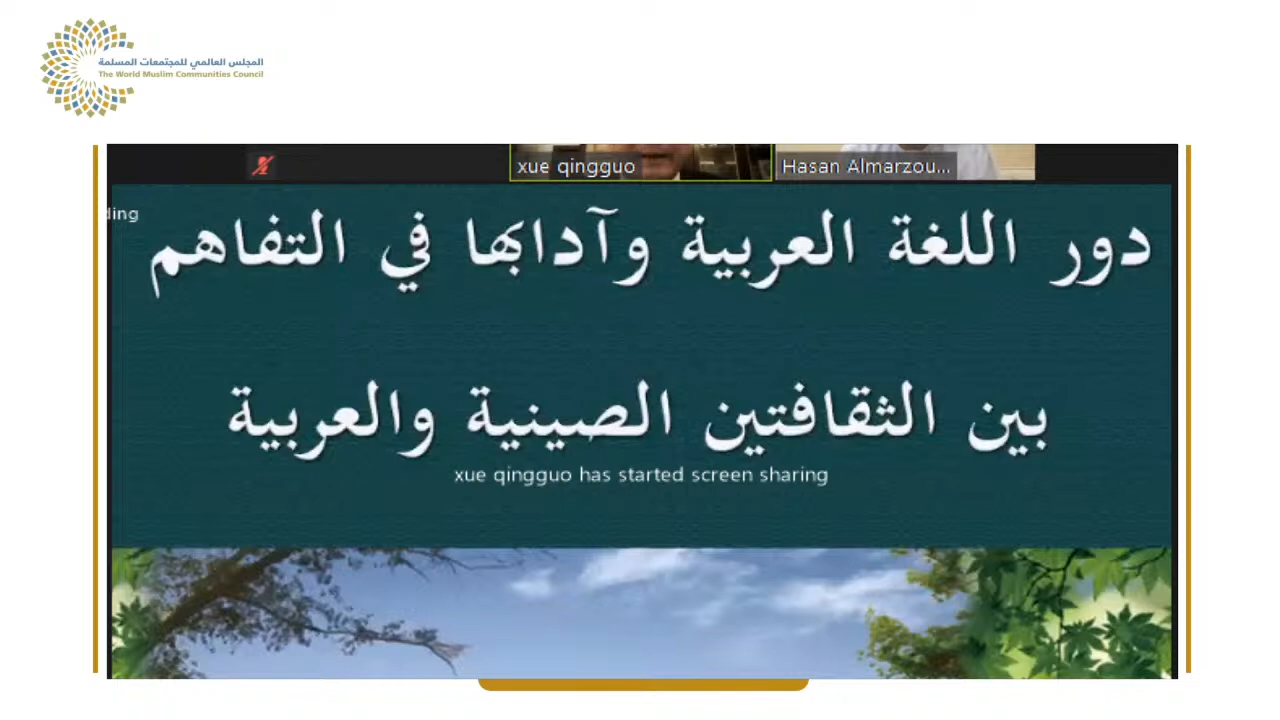 المجلس العالمي للمجتمعات المسلمة
The World Muslim Communities Council
xue qingguo
Hasan Almarzou...
ding
دور اللغة العربية وآدابها في التفاهم
بين الثقافتين الصينية والعربية
xue qingguo has started screen sharing